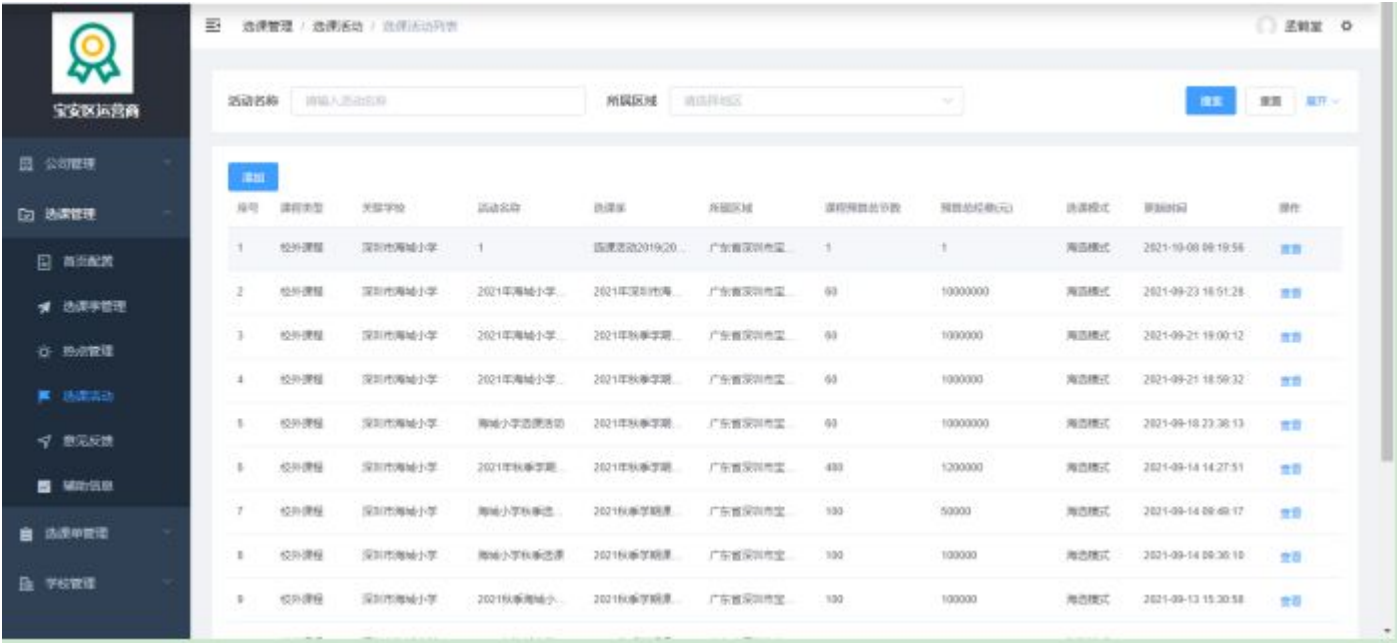 选课管理 / 选课活动 / 选课活动列表
孟鹤堂
宝安区运营商
活动名称 请输入活动名称 所属区域 请选择地区 搜索 重置 展开
公司管理
选课管理
首页配置
选课季管理
热点管理
选课活动
意见反馈
辅助信息
选课单管理
学校管理
添加
序号 课程类型 关联学校 活动名称 选课季 所属区域 课程预算总节数 预算总经费(元) 选课模式 更新时间 操作
1 校外课程 深圳市海城小学 1 选课活动2019(20... 广东省深圳市宝... 1 1 海选模式 2021-10-08 09:19:56 查看
2 校外课程 深圳市海城小学 2021年海城小学... 2021年深圳市海... 广东省深圳市宝... 60 10000000 海选模式 2021-09-23 16:51:28 查看
3 校外课程 深圳市海城小学 2021年海城小学... 2021年秋季学期... 广东省深圳市宝... 60 1000000 海选模式 2021-09-21 19:00:12 查看
4 校外课程 深圳市海城小学 2021年海城小学... 2021年秋季学期... 广东省深圳市宝... 60 1000000 海选模式 2021-09-21 18:59:32 查看
5 校外课程 深圳市海城小学 海城小学选课活动 2021年秋季学期... 广东省深圳市宝... 60 10000000 海选模式 2021-09-18 23:38:13 查看
6 校外课程 深圳市海城小学 2021年秋季学期... 2021年秋季学期... 广东省深圳市宝... 480 1200000 海选模式 2021-09-14 14:27:51 查看
7 校外课程 深圳市海城小学 海城小学秋季选... 2021秋季学期课... 广东省深圳市宝... 100 50000 海选模式 2021-09-14 09:49:17 查看
8 校外课程 深圳市海城小学 海城小学秋季选课 2021秋季学期课... 广东省深圳市宝... 100 100000 海选模式 2021-09-14 09:36:10 查看
9 校外课程 深圳市海城小学 2021秋季海城小... 2021秋季学期课... 广东省深圳市宝... 100 100000 海选模式 2021-09-13 15:30:58 查看